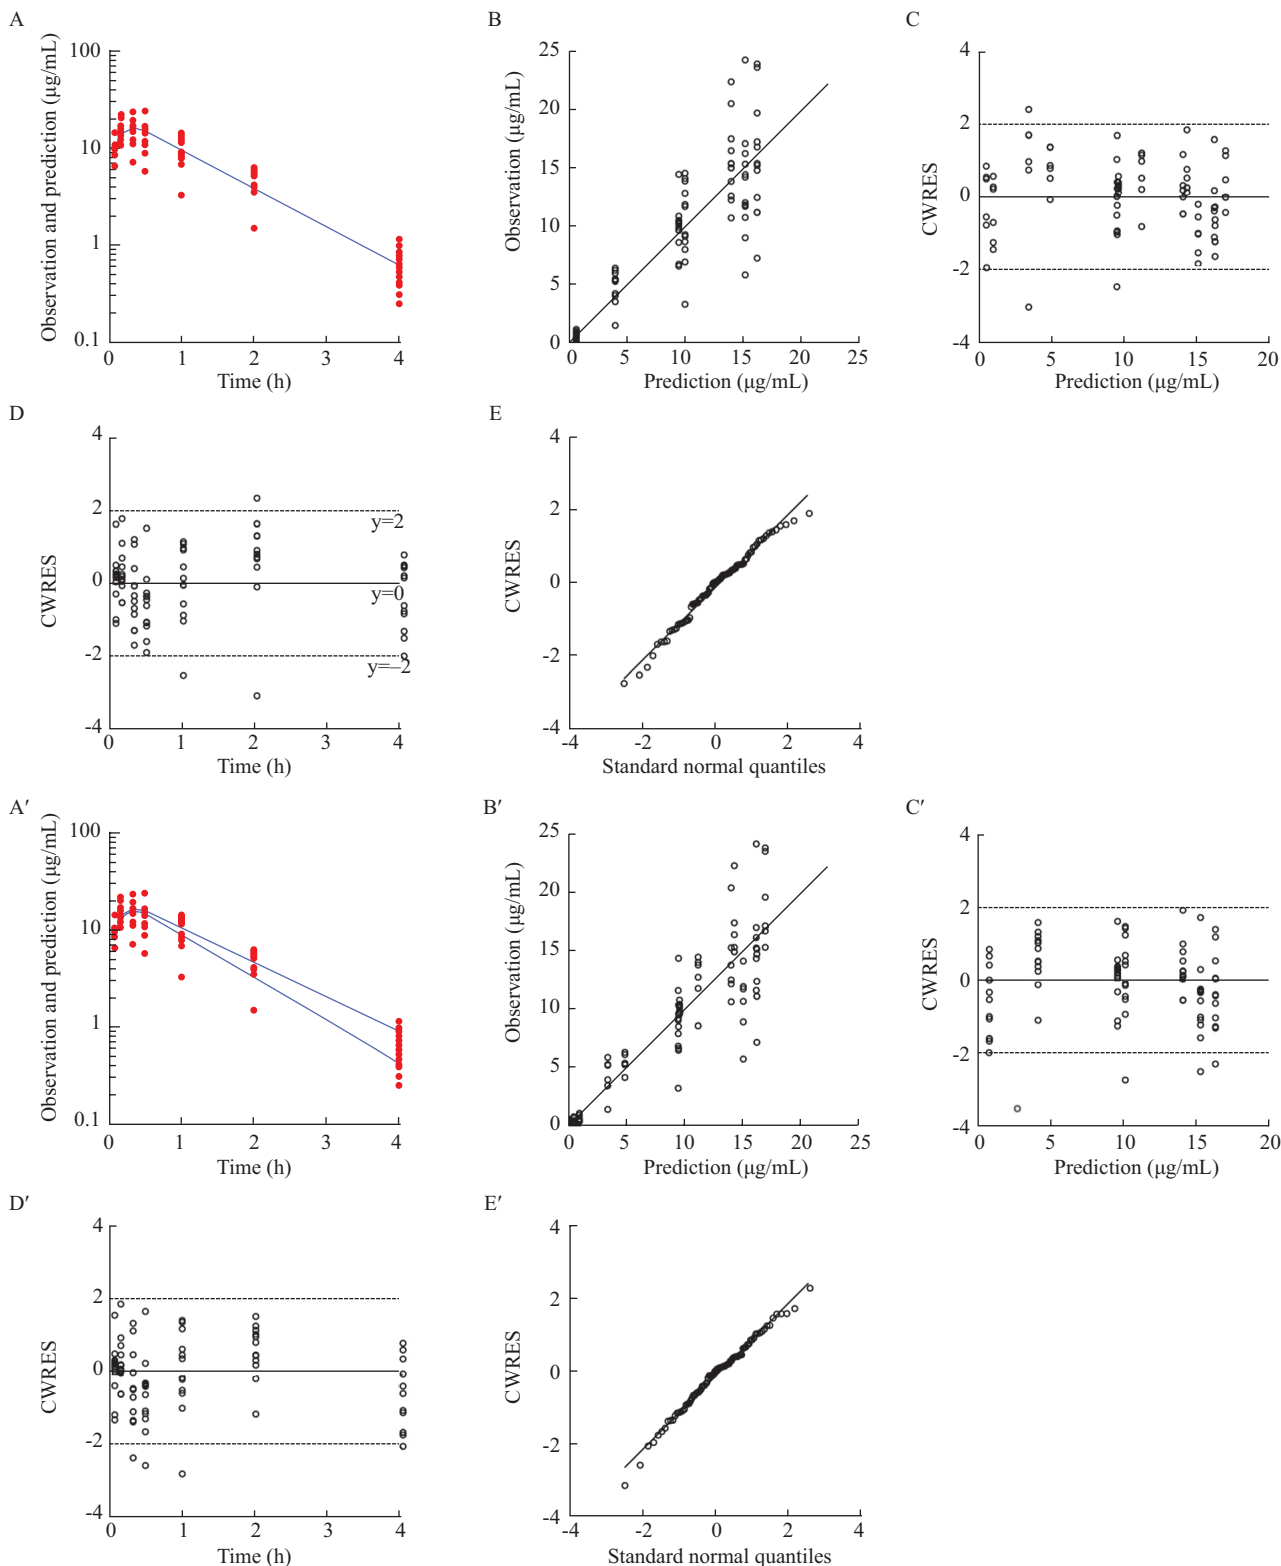 A
Observation and prediction (μg/mL)
100
10
1
0.1
0 1 2 3 4
Time (h)
B
Observation (μg/mL)
25
20
15
10
5
0
0 5 10 15 20 25
Prediction (μg/mL)
C
CWRES
4
2
0
-2
-4
0 5 10 15 20
Prediction (μg/mL)
D
CWRES
4
2
0
-2
-4
y=2
y=0
y=–2
0 1 2 3 4
Time (h)
E
CWRES
4
2
0
-2
-4
-4 -2 0 2 4
Standard normal quantiles
A′
Observation and prediction (μg/mL)
100
10
1
0.1
0 1 2 3 4
Time (h)
B′
Observation (μg/mL)
25
20
15
10
5
0
0 5 10 15 20 25
Prediction (μg/mL)
C′
CWRES
4
2
0
-2
-4
0 5 10 15 20
Prediction (μg/mL)
D′
CWRES
4
2
0
-2
-4
0 1 2 3 4
Time (h)
E′
CWRES
4
2
0
-2
-4
-4 -2 0 2 4
Standard normal quantiles